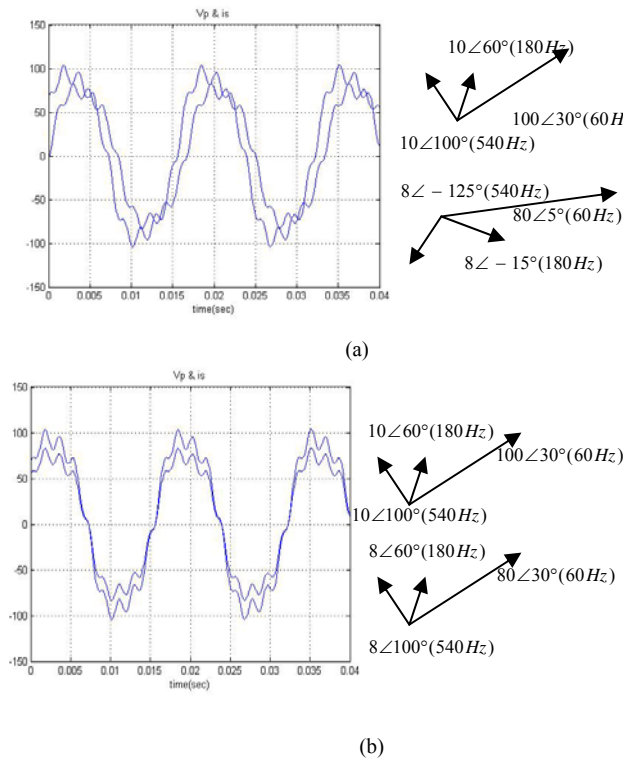 Vp & is
150
100
50
0
-50
-100
-150
0
0.005
0.01
0.015
0.02
0.025
0.03
0.035
0.04
time(sec)
10∠60°(180Hz)
100∠30°(60H
10∠100°(540Hz)
8∠−125°(540Hz)
80∠5°(60Hz)
8∠−15°(180Hz)
(a)
Vp & is
150
100
50
0
-50
-100
-150
0
0.005
0.01
0.015
0.02
0.025
0.03
0.035
0.04
time(sec)
10∠60°(180Hz)
100∠30°(60Hz)
10∠100°(540Hz)
8∠60°(180Hz)
80∠30°(60Hz)
8∠100°(540Hz)
(b)